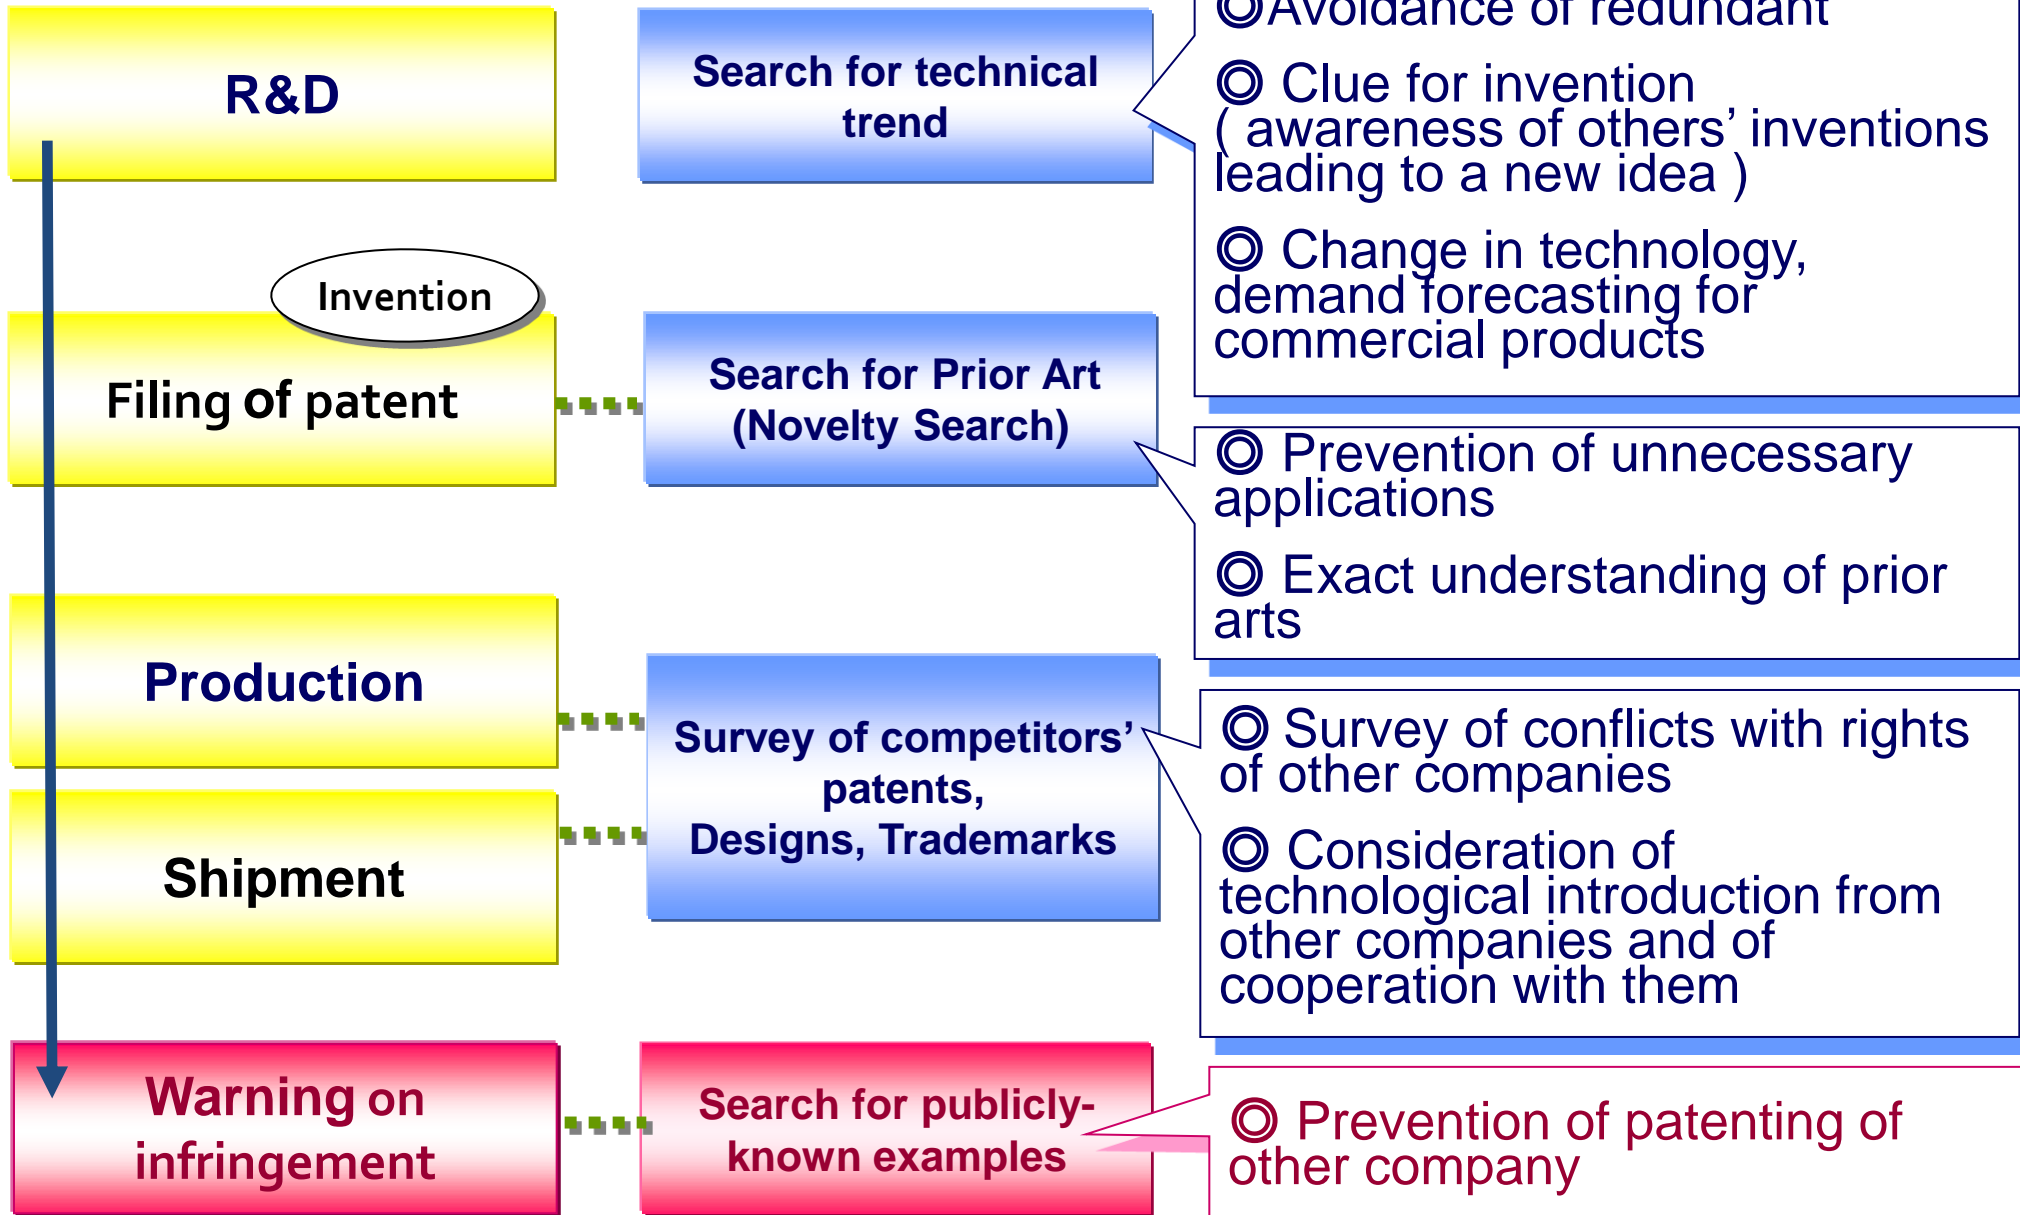 R&D
Search for technical
trend
◎Avoidance of redundant
◎ Clue for invention
( awareness of others’ inventions
leading to a new idea )
◎ Change in technology,
demand forecasting for
commercial products
Invention
Filing of patent
Search for Prior Art
(Novelty Search)
◎ Prevention of unnecessary
applications
◎ Exact understanding of prior
arts
Production
Shipment
Survey of competitors’
patents,
Designs, Trademarks
◎ Survey of conflicts with rights
of other companies
◎ Consideration of
technological introduction from
other companies and of
cooperation with them
Warning on
infringement
Search for publicly-
known examples
◎ Prevention of patenting of
other company